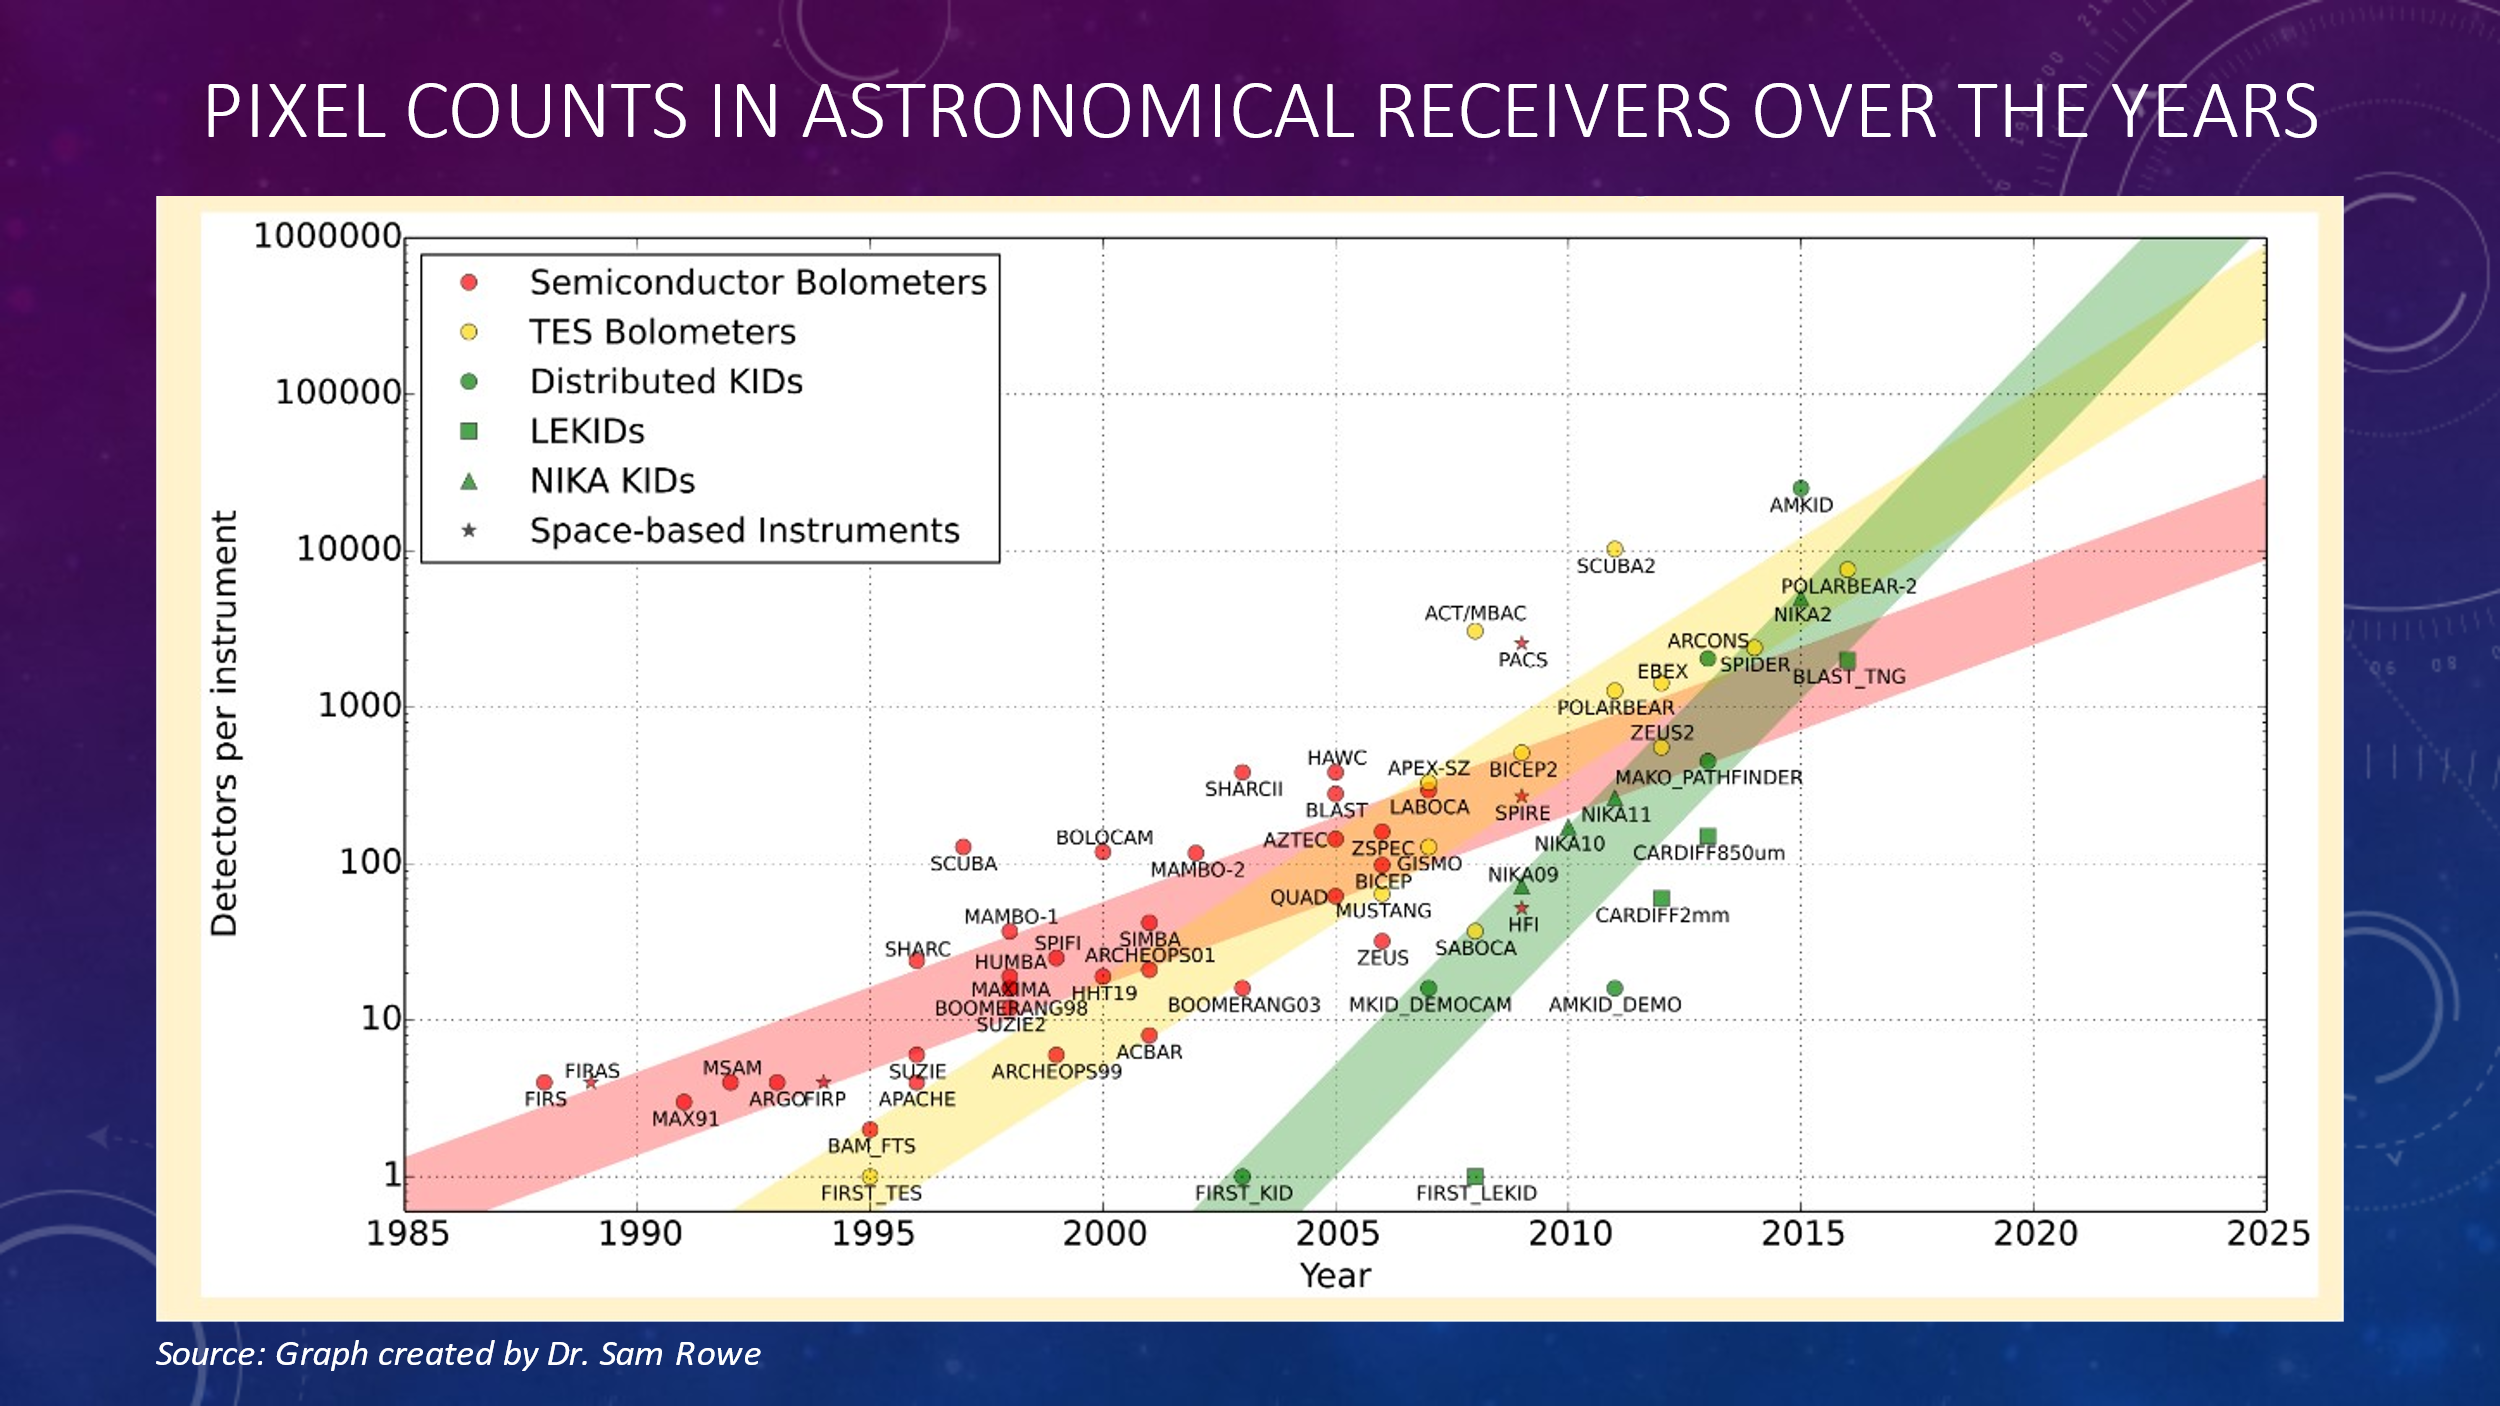 PIXEL COUNTS IN ASTRONOMICAL RECEIVERS OVER THE YEARS
1000000
100000
10000
1000
100
10
1
Detectors per instrument
Semiconductor Bolometers
TES Bolometers
Distributed KIDs
LEKIDs
NIKA KIDs
Space-based Instruments
AMKID
SCUBA2
POLARBEAR-2
ACT/MBAC
NIKA2
ARCONS
PACS
EBEX
SPIDER
BLAST_TNG
POLARBEAR
ZEUS2
HAWC
APEX-SZ
BICEP2
MAKO_PATHFINDER
SHARCII
BLAST
LABOCA
SPIRE
NIKA11
BOLOCAM
AZTEC
ZSPEC
NIKA10
CARDIFF850um
SCUBA
MAMBO-2
GISMO
BICEP
NIKA09
QUAD
MUSTANG
CARDIFF2mm
MAMBO-1
HFI
SHARC
SPIFI
SIMBA
SABOCA
HUMBA
ARCHEOPS01
ZEUS
MAXIMA
HHT19
BOOMERANG98
BOOMERANG03
MKID_DEMOCAM
AMKID_DEMO
SUZIE2
ACBAR
FIRAS
MSAM
SUZIE
ARCHEOPS99
FIRS
ARGO
FIRP
APACHE
MAX91
BAM_FTS
FIRST_TES
FIRST_KID
FIRST_LEKID
1985
1990
1995
2000
2005
2010
2015
2020
2025
Year
Source: Graph created by Dr. Sam Rowe